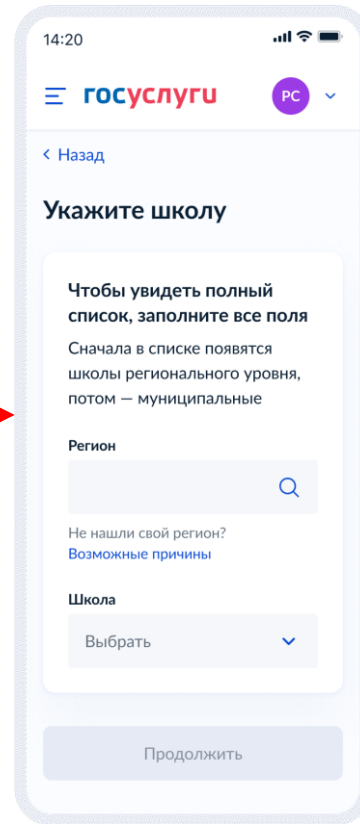 14:20
госуслуги
РС
Назад
Укажите школу
Чтобы увидеть полный
список, заполните все поля
Сначала в списке появятся
школы регионального уровня,
потом — муниципальные
Регион
Не нашли свой регион?
Возможные причины
Школа
Выбрать
Продолжить